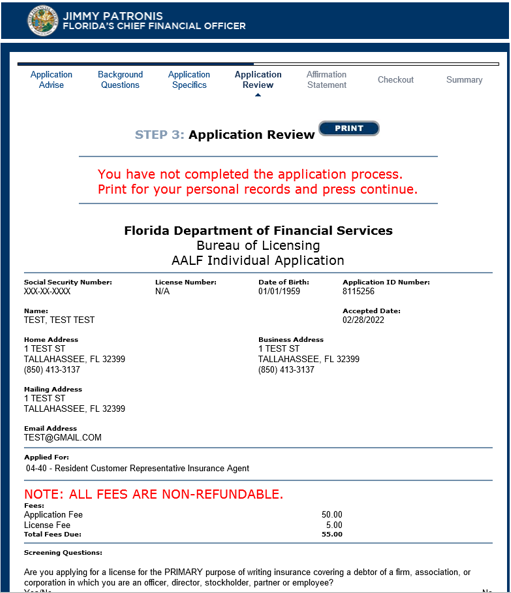 JIMMY PATRONIS
FLORIDA'S CHIEF FINANCIAL OFFICER
Application Advise
Background Questions
Application Specifics
Application Review
Affirmation Statement
Checkout
Summary
STEP 3: Application Review PRINT
You have not completed the application process.
Print for your personal records and press continue.
Florida Department of Financial Services
Bureau of Licensing
AALF Individual Application
Social Security Number: License Number: Date of Birth: Application ID Number:
XXX-XX-XXXX N/A 01/01/1959 8115256
Name: Accepted Date:
TEST, TEST TEST 02/28/2022
Home Address Business Address
1 TEST ST 1 TEST ST
TALLAHASSEE, FL 32399 TALLAHASSEE, FL 32399
(850) 413-3137 (850) 413-3137
Mailing Address
1 TEST ST
TALLAHASSEE, FL 32399
Email Address
TEST@GMAIL.COM
Applied For:
04-40 - Resident Customer Representative Insurance Agent
NOTE: ALL FEES ARE NON-REFUNDABLE.
Fees:
Application Fee 50.00
License Fee 5.00
Total Fees Due: 55.00
Screening Questions:
Are you applying for a license for the PRIMARY purpose of writing insurance covering a debtor of a firm, association, or
corporation in which you are an officer, director, stockholder, partner or employee?
Yes/No No